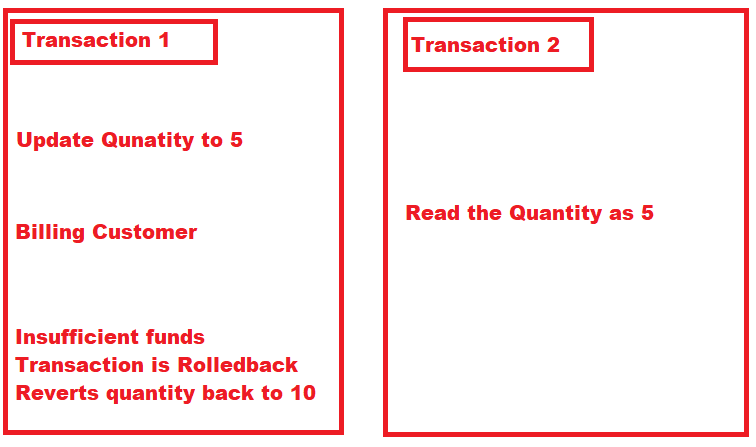 Transaction 1
Update Qunatity to 5
Billing Customer
Insufficient funds
Transaction is Rolledback
Reverts quantity back to 10
Transaction 2
Read the Quantity as 5